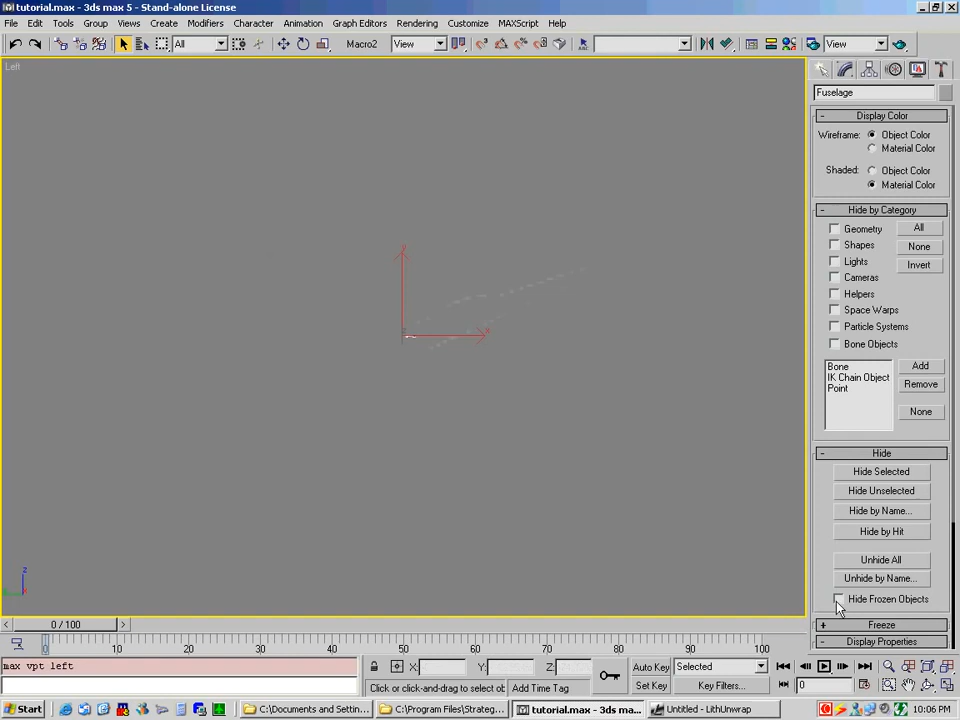 tutorial.max - 3ds max 5 - Stand-alone License
File Edit Tools Group Views Create Modifiers Character Animation Graph Editors Rendering Customize MAXScript Help
All Macro2 View View
Left
Fuselage
- Display Color
Wireframe: Object Color
Material Color
Shaded: Object Color
Material Color
- Hide by Category
Geometry All
Shapes None
Lights Invert
Cameras
Helpers
Space Warps
Particle Systems
Bone Objects
Bone Add
IK Chain Object Remove
Point
None
- Hide
Hide Selected
Hide Unselected
Hide by Name...
Hide by Hit
Unhide All
Unhide by Name...
Hide Frozen Objects
+ Freeze
- Display Properties
y
x
z
z
< 0 / 100 >
0 10 20 30 40 50 60 70 80 90 100
max vpt left
X: Y: Z: Auto Key Selected
Click or click-and-drag to select ob Add Time Tag Set Key Key Filters... 0
Start C:\Documents and Settin... C:\Program Files\Strateg... tutorial.max - 3ds ma... Untitled - LithUnwrap 10:06 PM